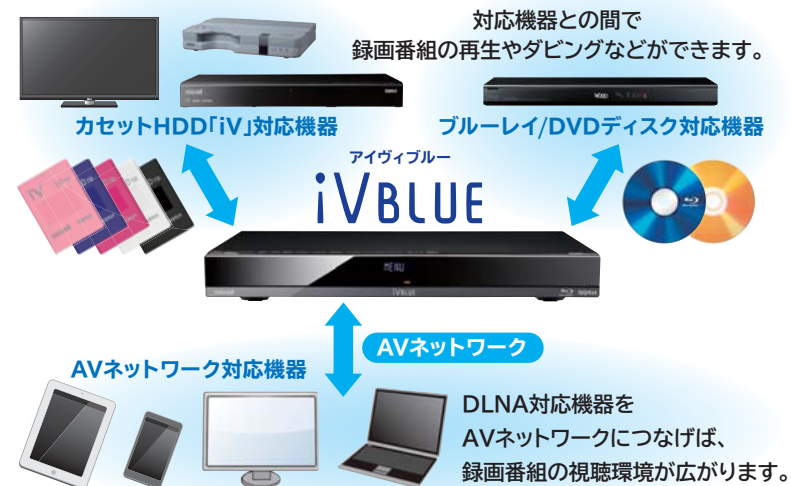 対応機器との間で
録画番組の再生やダビングなどができます。
カセットHDD「iV」対応機器
ブルーレイ/DVDディスク対応機器
アイヴィブルー
iVBLUE
iV
MENU
maxell
iVBLUE
AVネットワーク
AVネットワーク対応機器
DLNA対応機器を
AVネットワークにつなげば、
録画番組の視聴環境が広がります。